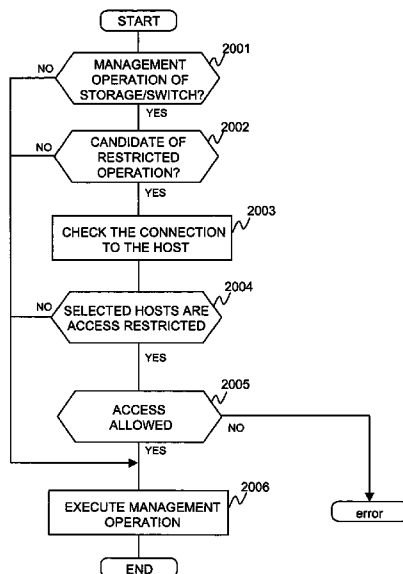 START
2001
NO
MANAGEMENT
OPERATION OF
STORAGE/SWITCH?
YES
2002
NO
CANDIDATE OF
RESTRICTED
OPERATION?
YES
2003
CHECK THE CONNECTION
TO THE HOST
2004
NO
SELECTED HOSTS ARE
ACCESS RESTRICTED
YES
2005
ACCESS
ALLOWED
NO
YES
2006
EXECUTE MANAGEMENT
OPERATION
error
END